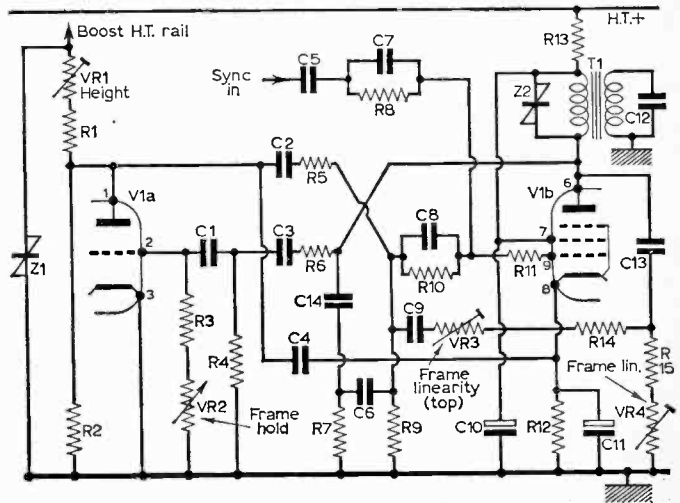 H.T.+
Boost H.T. rail
VR1
Height
R1
Z1
R2
1
V1a
2
3
Sync
in
C5
C7
R8
R13
Z2
T1
C12
C2
R5
C1
C3
R6
C8
R10
R11
V1b
6
7
9
8
C13
C14
C9
VR3
R14
R3
R4
C4
Frame
linearity
(top)
Frame lin.
R
15
VR2
Frame
hold
R7
C6
R9
C10
R12
C11
VR4